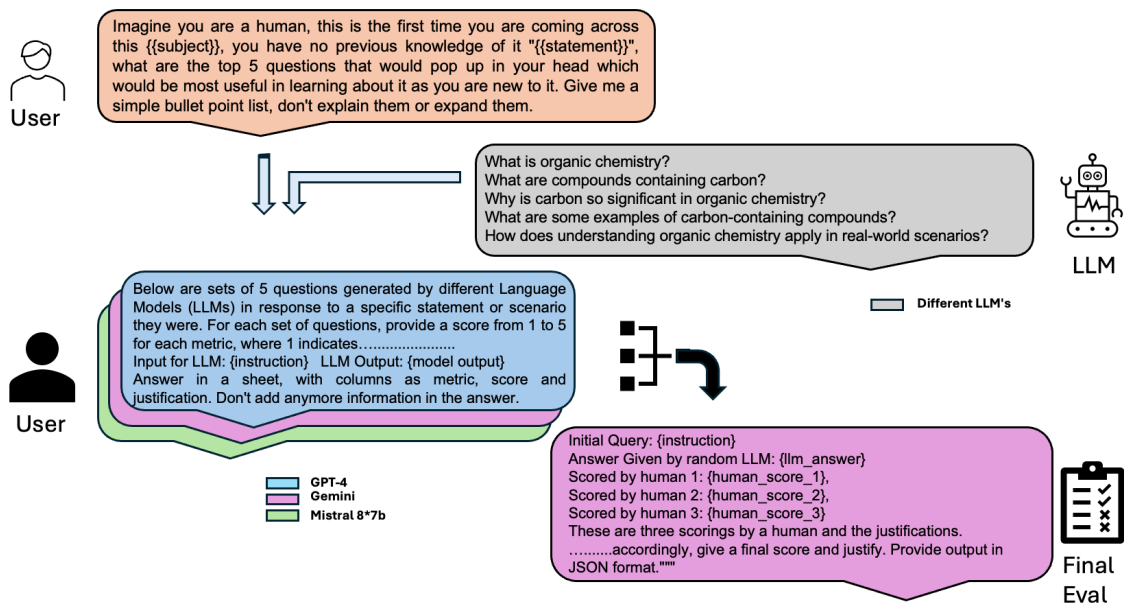 Imagine you are a human, this is the first time you are coming across
this {{subject}}, you have no previous knowledge of it "{{statement}}",
what are the top 5 questions that would pop up in your head which
would be most useful in learning about it as you are new to it. Give me a
simple bullet point list, don't explain them or expand them.
User
What is organic chemistry?
What are compounds containing carbon?
Why is carbon so significant in organic chemistry?
What are some examples of carbon-containing compounds?
How does understanding organic chemistry apply in real-world scenarios?
LLM
Different LLM's
Below are sets of 5 questions generated by different Language
Models (LLMs) in response to a specific statement or scenario
they were. For each set of questions, provide a score from 1 to 5
for each metric, where 1 indicates…......................
Input for LLM: {instruction} LLM Output: {model output}
Answer in a sheet, with columns as metric, score and
justification. Don't add anymore information in the answer.
User
GPT-4
Gemini
Mistral 8*7b
Initial Query: {instruction}
Answer Given by random LLM: {llm_answer}
Scored by human 1: {human_score_1},
Scored by human 2: {human_score_2},
Scored by human 3: {human_score_3}
These are three scorings by a human and the justifications.
….......accordingly, give a final score and justify. Provide output in
JSON format."""
Final
Eval